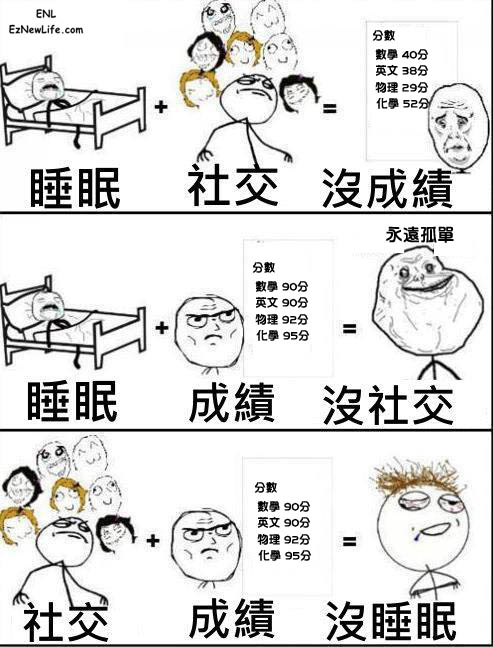 ENL
EzNewLife.com
分數
數學 40分
英文 38分
物理 29分
化學 52分
+
=
睡眠 社交 沒成績
永遠孤單
分數
數學 90分
英文 90分
物理 92分
化學 95分
+
=
睡眠 成績 沒社交
分數
數學 90分
英文 90分
物理 92分
化學 95分
+
=
社交 成績 沒睡眠